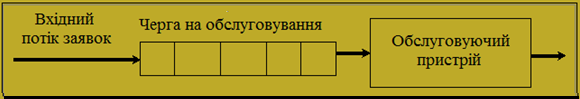 Вхідний
потік заявок
Черга на обслуговування
Обслуговуючий
пристрій